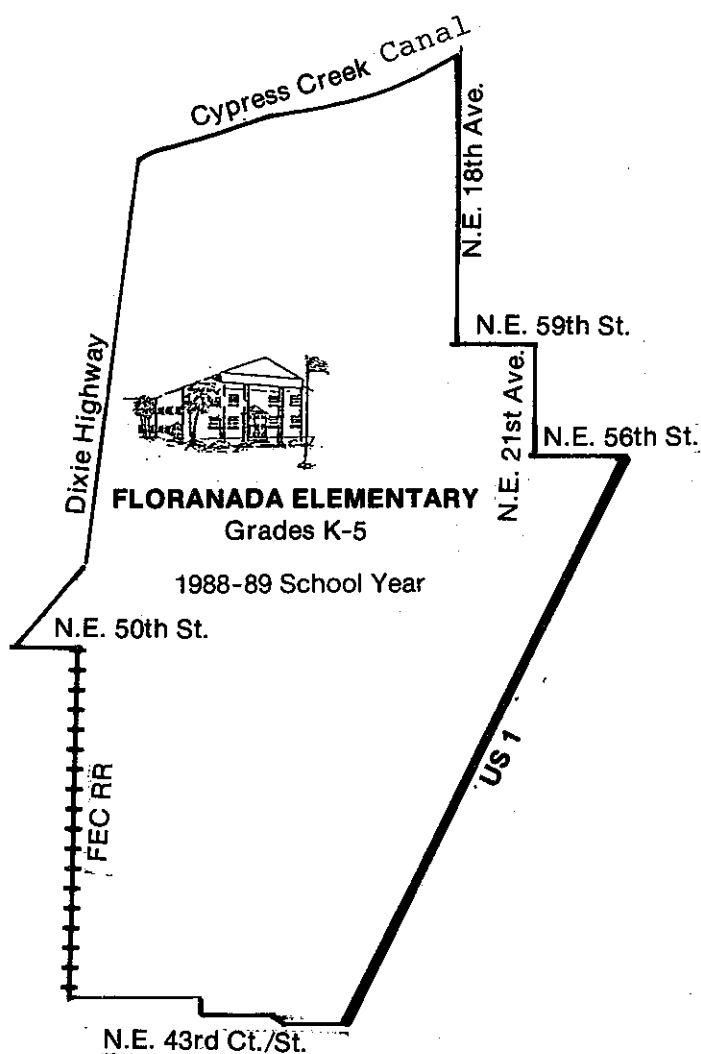 Cypress Creek Canal
N.E. 18th Ave.
N.E. 59th St.
Dixie Highway
N.E. 21st Ave.
N.E. 56th St.
FLORANADA ELEMENTARY
Grades K-5
1988-89 School Year
N.E. 50th St.
US 1
FEC RR
N.E. 43rd Ct./St.